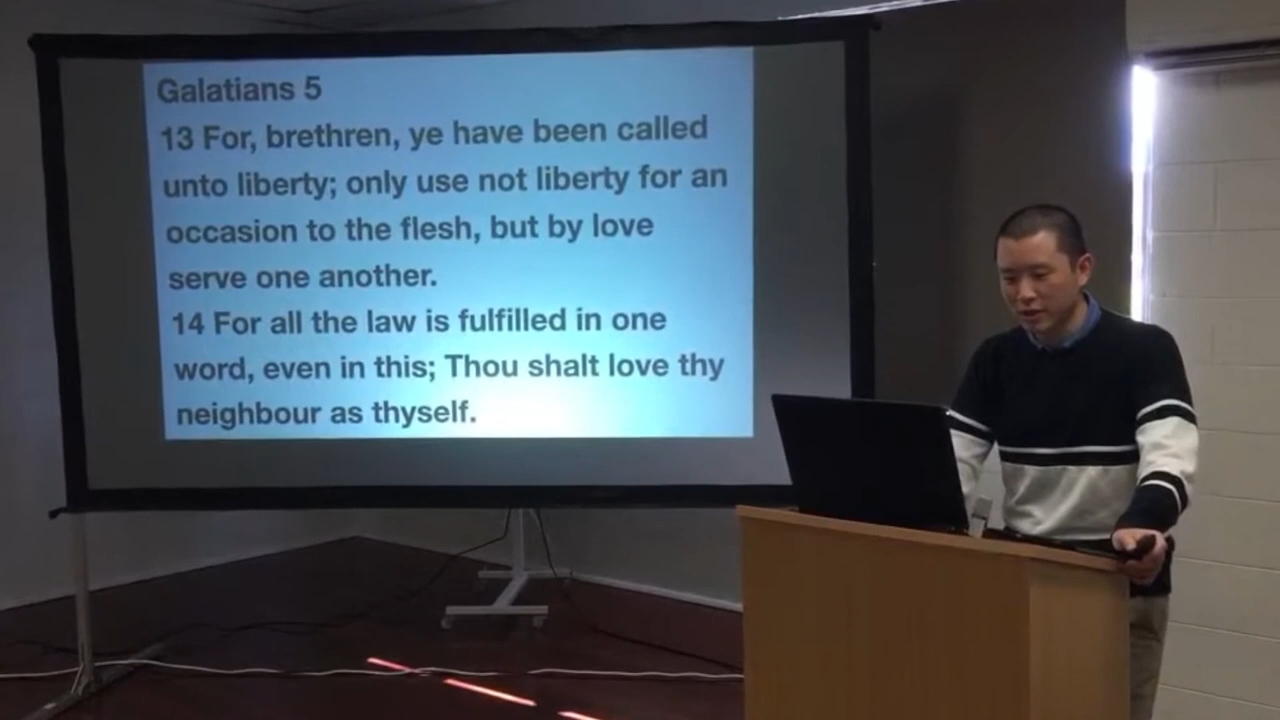 Galatians 5
13 For, brethren, ye have been called
unto liberty; only use not liberty for an
occasion to the flesh, but by love
serve one another.
14 For all the law is fulfilled in one
word, even in this; Thou shalt love thy
neighbour as thyself.